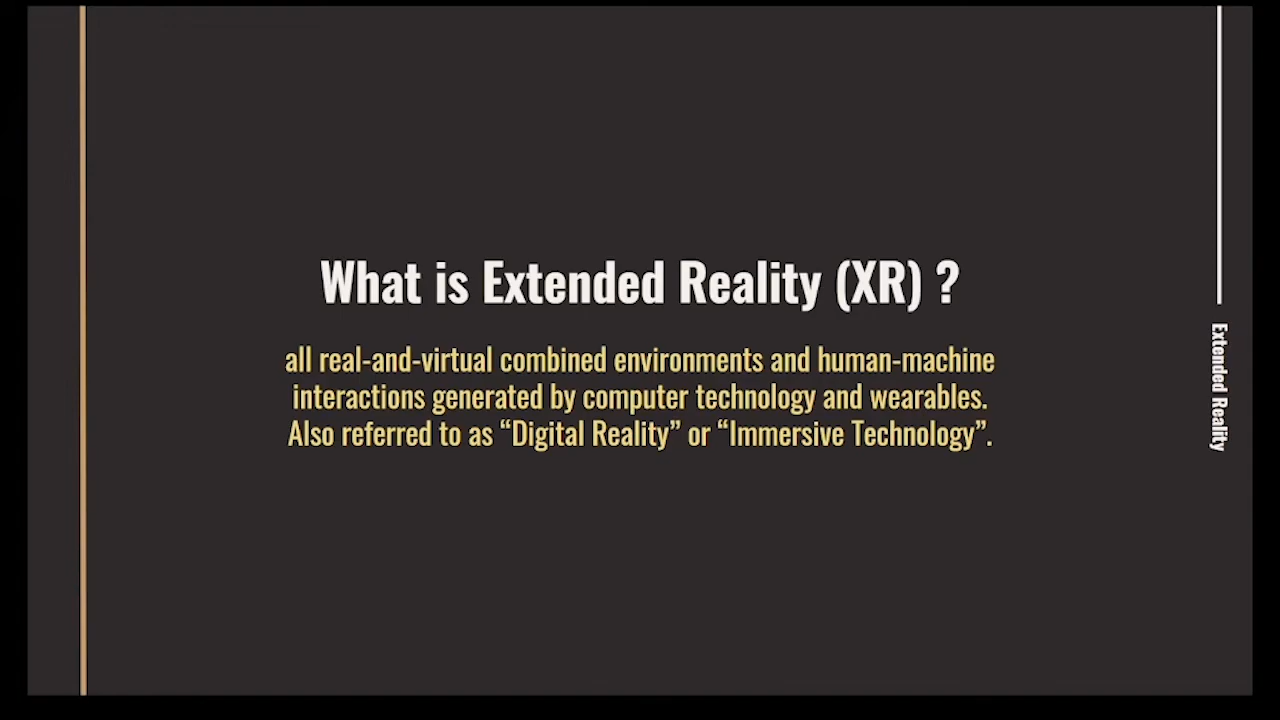 What is Extended Reality (XR) ?
all real-and-virtual combined environments and human-machine
interactions generated by computer technology and wearables.
Also referred to as “Digital Reality” or “Immersive Technology”.
Extended Reality